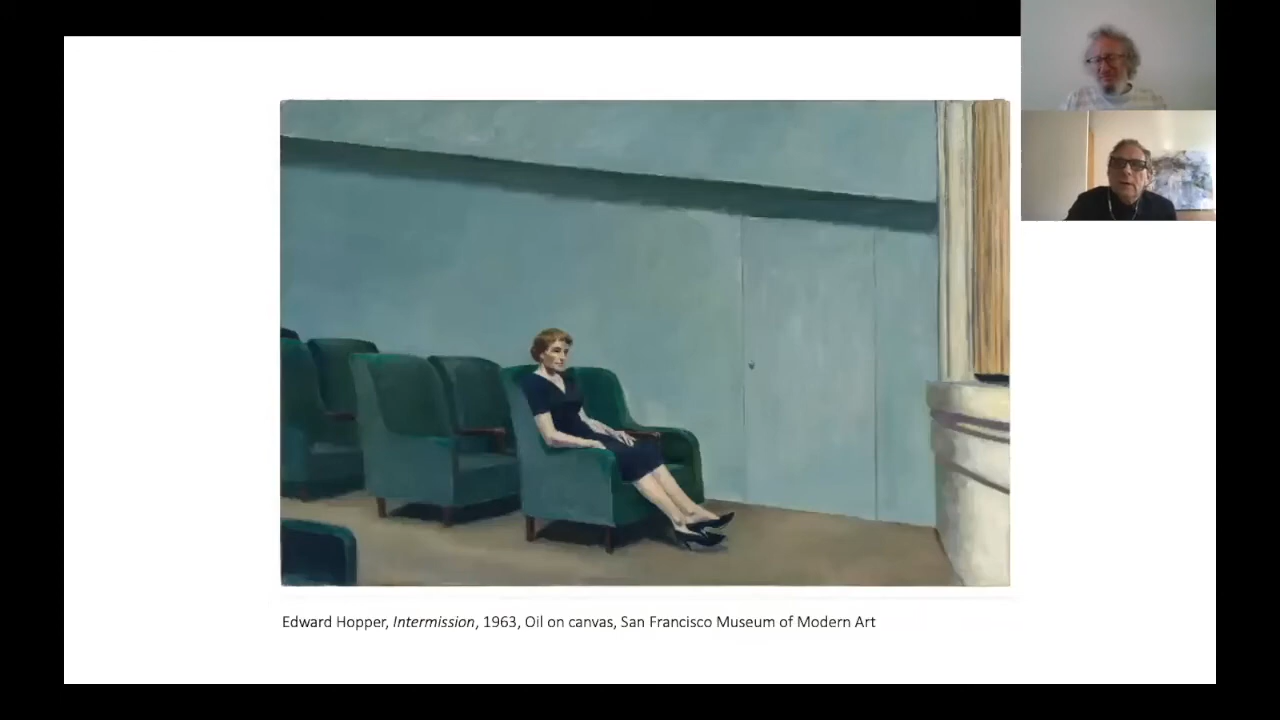 Edward Hopper, Intermission, 1963, Oil on canvas, San Francisco Museum of Modern Art